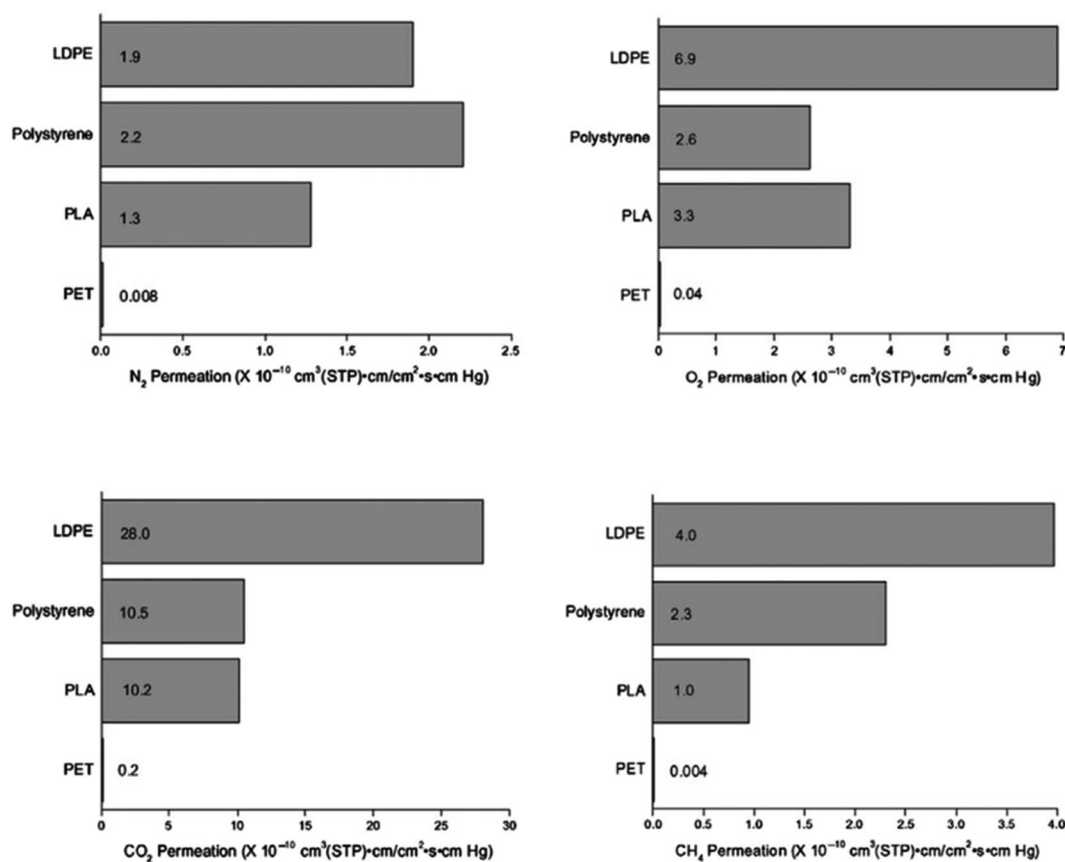 LDPE
1.9
Polystyrene
2.2
PLA
1.3
PET
0.008
0.0 0.5 1.0 1.5 2.0 2.5
N₂ Permeation (X 10⁻¹⁰ cm³(STP)•cm/cm²•s•cm Hg)
LDPE
6.9
Polystyrene
2.6
PLA
3.3
PET
0.04
0 1 2 3 4 5 6 7
O₂ Permeation (X 10⁻¹⁰ cm³(STP)•cm/cm²•s•cm Hg)
LDPE
28.0
Polystyrene
10.5
PLA
10.2
PET
0.2
0 5 10 15 20 25 30
CO₂ Permeation (X 10⁻¹⁰ cm³(STP)•cm/cm²•s•cm Hg)
LDPE
4.0
Polystyrene
2.3
PLA
1.0
PET
0.004
0.0 0.5 1.0 1.5 2.0 2.5 3.0 3.5 4.0
CH₄ Permeation (X 10⁻¹⁰ cm³(STP)•cm/cm²•s•cm Hg)